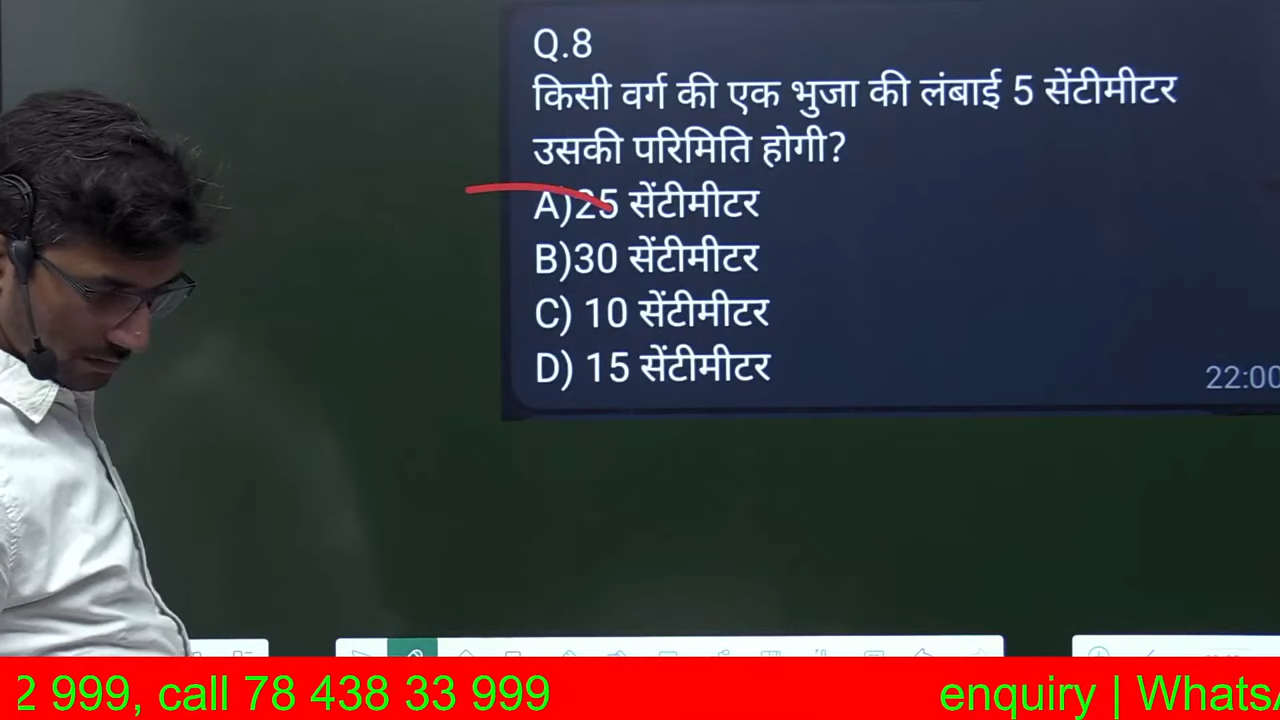 Q.8
किसी वर्ग की एक भुजा की लंबाई 5 सेंटीमीटर
उसकी परिमिति होगी?
A)25 सेंटीमीटर
B)30 सेंटीमीटर
C) 10 सेंटीमीटर
D) 15 सेंटीमीटर
22:00
2 999, call 78 438 33 999 enquiry | Whats